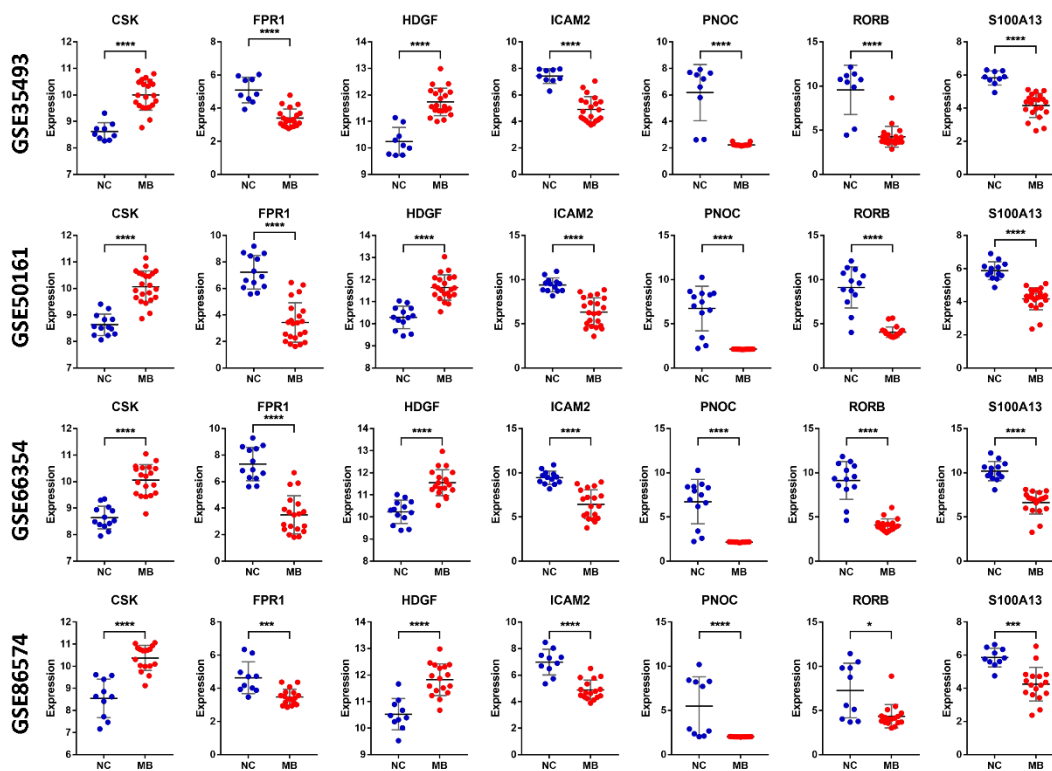 GSE35493
CSK
****
Expression
12
11
10
9
8
7
NC MB
FPR1
****
Expression
8
6
4
2
0
NC MB
HDGF
****
Expression
14
13
12
11
10
9
NC MB
ICAM2
****
Expression
10
8
6
4
2
0
NC MB
PNOC
****
Expression
10
8
6
4
2
0
NC MB
RORB
****
Expression
15
10
5
0
NC MB
S100A13
****
Expression
8
6
4
2
0
NC MB
GSE50161
CSK
****
Expression
12
11
10
9
8
7
NC MB
FPR1
****
Expression
10
8
6
4
2
0
NC MB
HDGF
****
Expression
14
13
12
11
10
9
8
NC MB
ICAM2
****
Expression
15
10
5
0
NC MB
PNOC
****
Expression
15
10
5
0
NC MB
RORB
****
Expression
15
10
5
0
NC MB
S100A13
****
Expression
8
6
4
2
0
NC MB
GSE66354
CSK
****
Expression
12
11
10
9
8
7
NC MB
FPR1
****
Expression
10
8
6
4
2
0
NC MB
HDGF
****
Expression
14
13
12
11
10
9
8
NC MB
ICAM2
****
Expression
15
10
5
0
NC MB
PNOC
****
Expression
15
10
5
0
NC MB
RORB
****
Expression
15
10
5
0
NC MB
S100A13
****
Expression
15
10
5
0
NC MB
GSE86574
CSK
****
Expression
12
11
10
9
8
7
6
NC MB
FPR1
***
Expression
8
6
4
2
0
NC MB
HDGF
****
Expression
14
13
12
11
10
9
NC MB
ICAM2
****
Expression
10
8
6
4
2
0
NC MB
PNOC
****
Expression
15
10
5
0
NC MB
RORB
*
Expression
15
10
5
0
NC MB
S100A13
***
Expression
8
6
4
2
0
NC MB